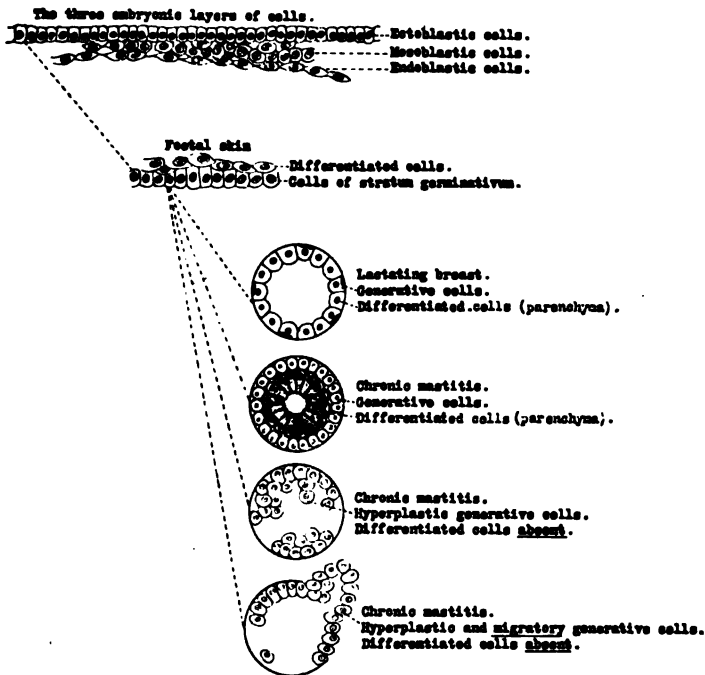 The three embryonic layers of cells.
Ectoblastic cells.
Mesoblastic cells.
Endoblastic cells.
Foetal skin
Differentiated cells.
Cells of stratum germinativum.
Lactating breast.
Generative cells.
Differentiated cells (parenchyma).
Chronic mastitis.
Generative cells.
Differentiated cells (parenchyma).
Chronic mastitis.
Hyperplastic generative cells.
Differentiated cells absent.
Chronic mastitis.
Hyperplastic and migratory generative cells.
Differentiated cells absent.